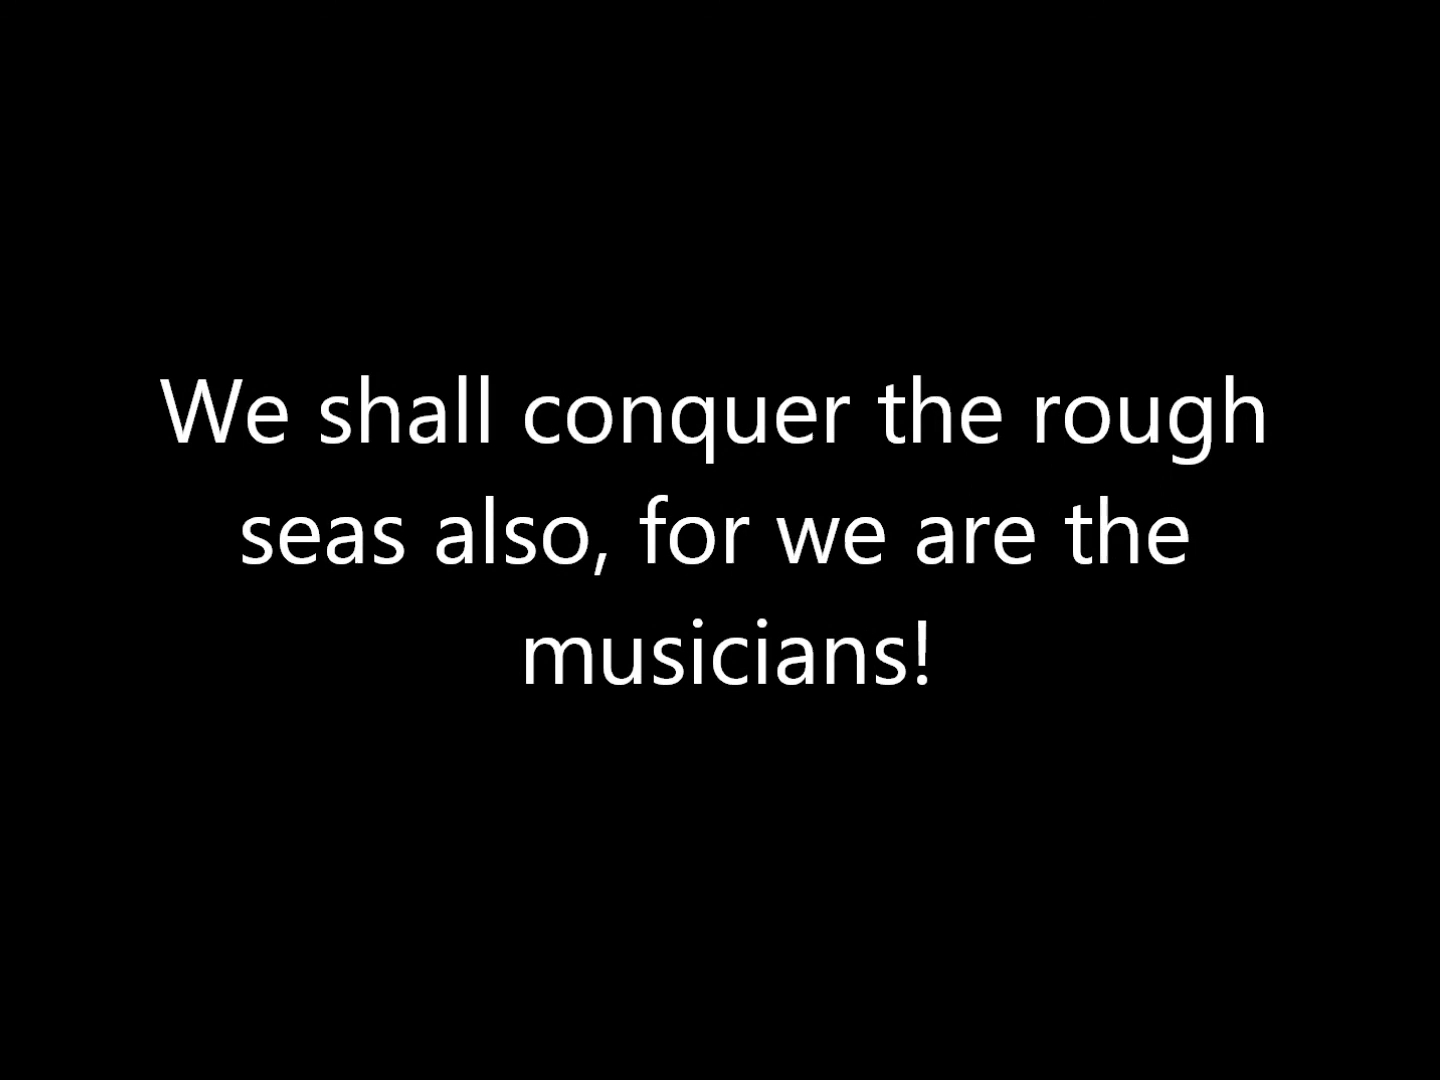 We shall conquer the rough
seas also, for we are the
musicians!